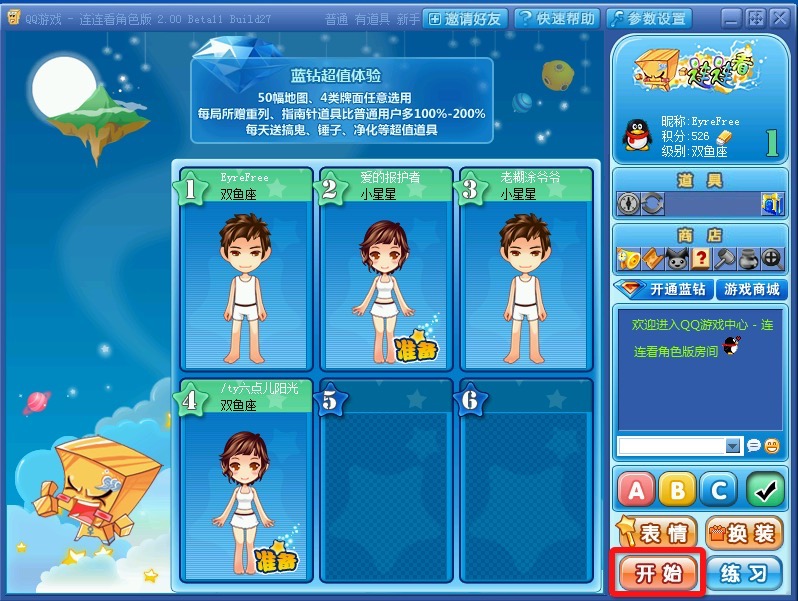 QQ游戏 - 连连看角色版 2.00 Beta11 Build27
普通 有道具 新手
邀请好友
快速帮助
参数设置
蓝钻超值体验
50幅地图、4类牌面任意选用
每局所赠重列、指南针道具比普通用户多100%-200%
每天送搞鬼、锤子、净化等超值道具
连连看
昵称:EyreFree
积分:526
级别:双鱼座
1
道 具
商 店
?
开通蓝钻
游戏商城
欢迎进入QQ游戏中心 - 连
连看角色版房间
1
EyreFree
双鱼座
2
爱的报护者
小星星
准备
3
老糊涂爷爷
小星星
4
/ty六点儿阳光
双鱼座
准备
5
6
A
B
C
表情
换装
开始
练习